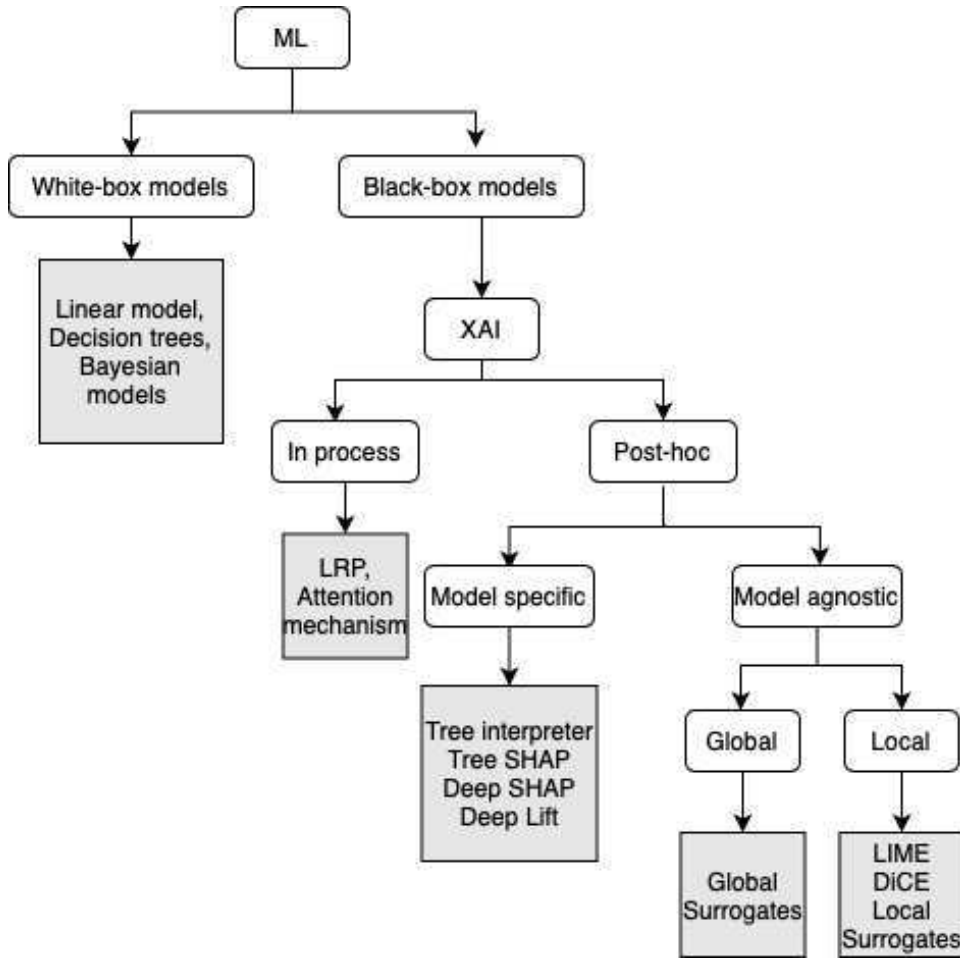 ML
White-box models
Black-box models
Linear model,
Decision trees,
Bayesian
models
XAI
In process
Post-hoc
LRP,
Attention
mechanism
Model specific
Model agnostic
Tree interpreter
Tree SHAP
Deep SHAP
Deep Lift
Global
Local
Global
Surrogates
LIME
DiCE
Local
Surrogates